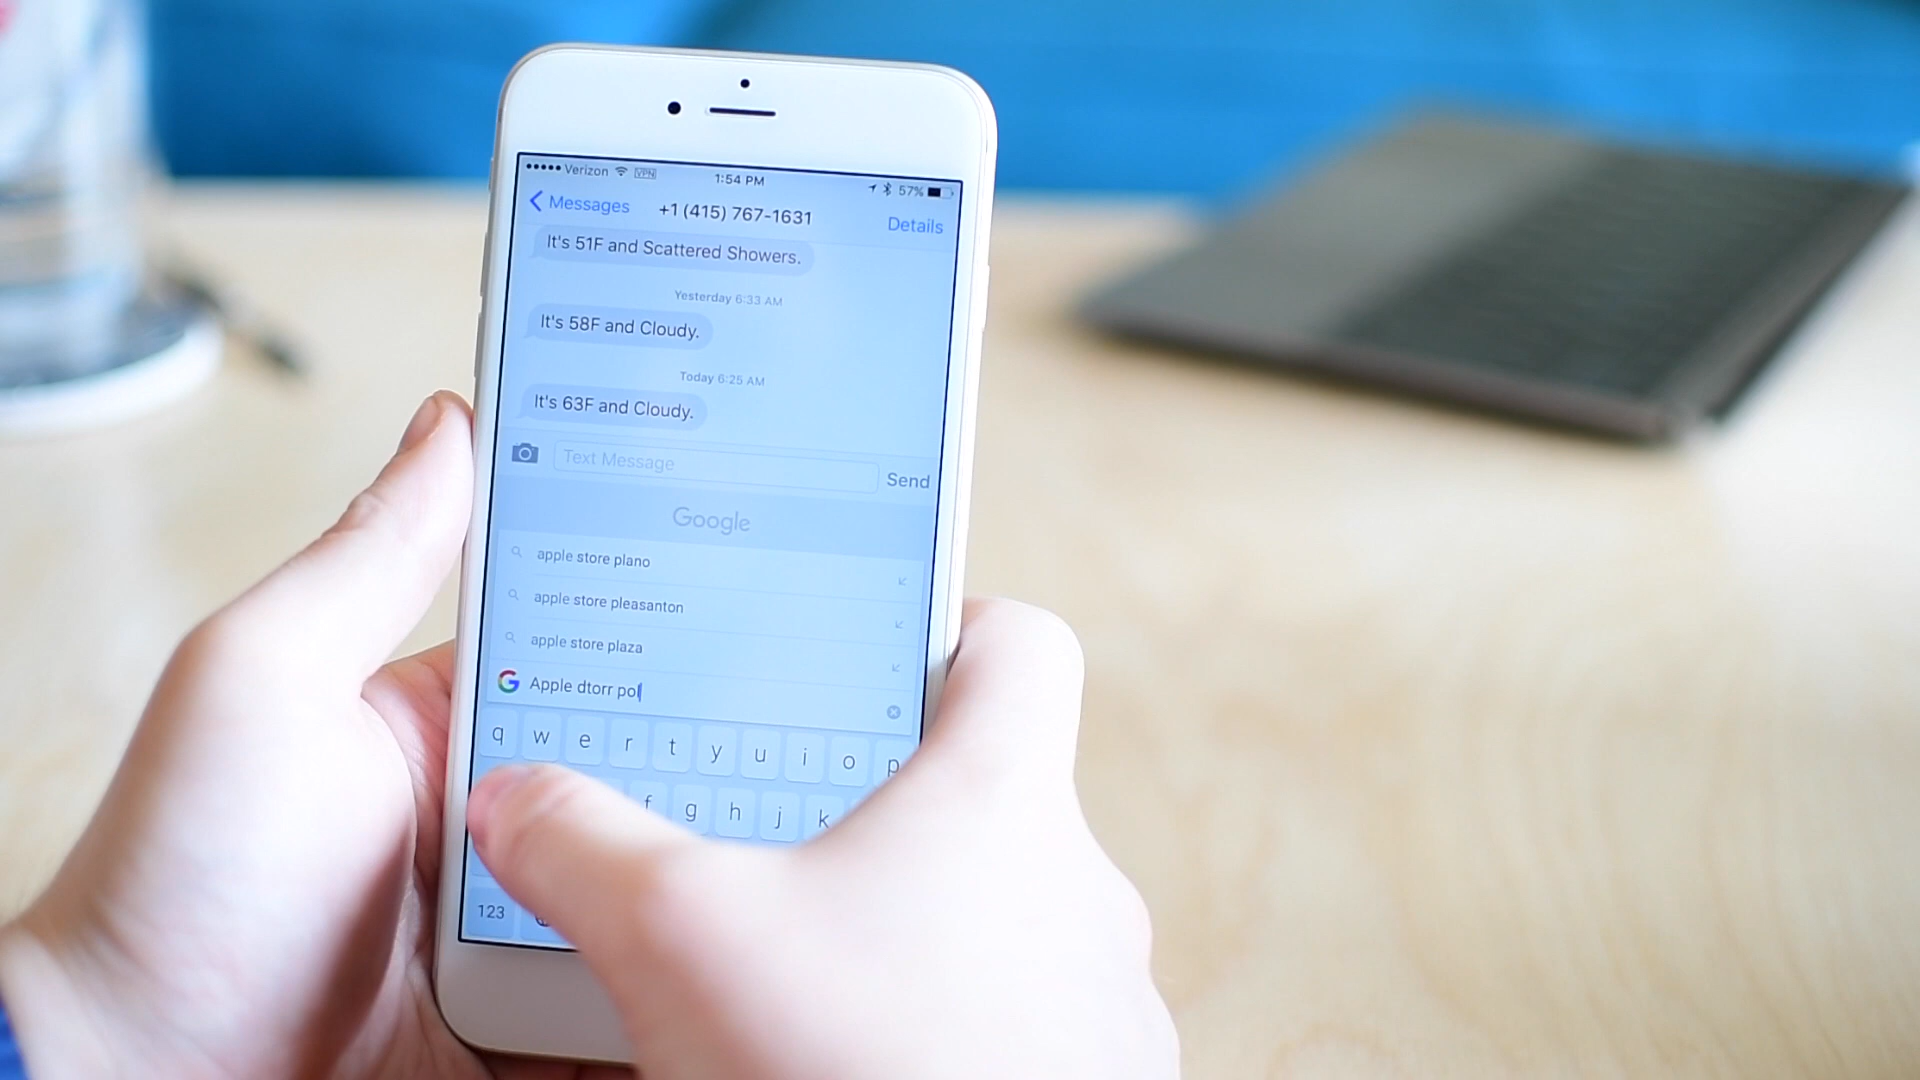 Verizon VPN 1:54 PM 57%
Messages +1 (415) 767-1631 Details
It's 51F and Scattered Showers.
Yesterday 6:33 AM
It's 58F and Cloudy.
Today 6:25 AM
It's 63F and Cloudy.
Text Message Send
Google
apple store plano
apple store pleasanton
apple store plaza
G Apple dtorr pol
q w e r t y u i o p
f g h j k
123